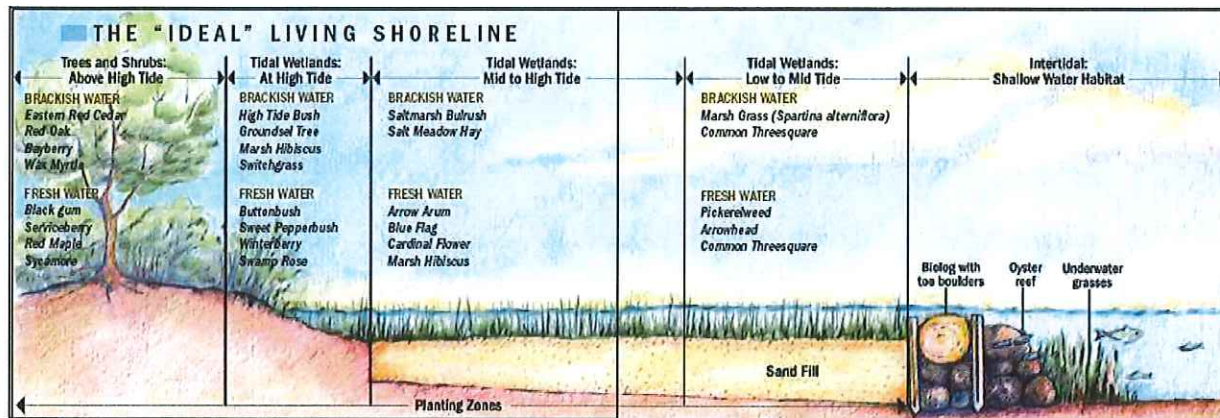 THE "IDEAL" LIVING SHORELINE
Trees and Shrubs:
Above High Tide
BRACKISH WATER
Eastern Red Cedar
Red Oak
Bayberry
Wax Myrtle
FRESH WATER
Black gum
Serviceberry
Red Maple
Sycamore
Tidal Wetlands:
At High Tide
BRACKISH WATER
High Tide Bush
Groundsel Tree
Marsh Hibiscus
Switchgrass
FRESH WATER
Buttonbush
Sweet Pepperbush
Winterberry
Swamp Rose
Tidal Wetlands:
Mid to High Tide
BRACKISH WATER
Saltmarsh Bulrush
Salt Meadow Hay
FRESH WATER
Arrow Arum
Blue Flag
Cardinal Flower
Marsh Hibiscus
Tidal Wetlands:
Low to Mid Tide
BRACKISH WATER
Marsh Grass (Spartina alterniflora)
Common Threesquare
FRESH WATER
Pickerelweed
Arrowhead
Common Threesquare
Intertidal:
Shallow Water Habitat
Biolog with
toe boulders
Oyster
reef
Underwater
grasses
Sand Fill
Planting Zones